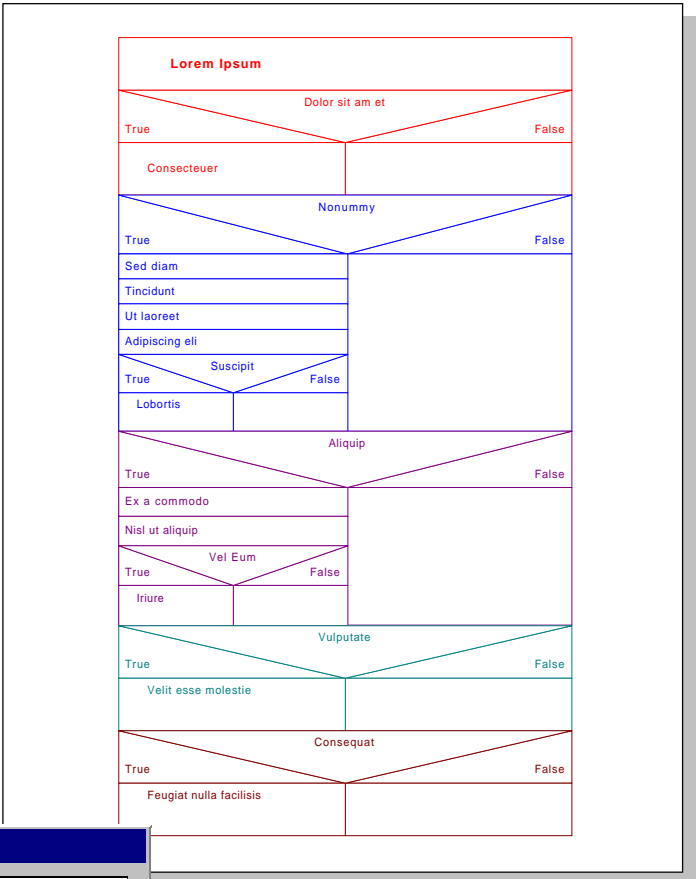 Lorem Ipsum
Dolor sit am et
True False
Consecteuer
Nonummy
True False
Sed diam
Tincidunt
Ut laoreet
Adipiscing eli
Suscipit
True False
Lobortis
Aliquip
True False
Ex a commodo
Nisl ut aliquip
Vel Eum
True False
Iriure
Vulputate
True False
Velit esse molestie
Consequat
True False
Feugiat nulla facilisis